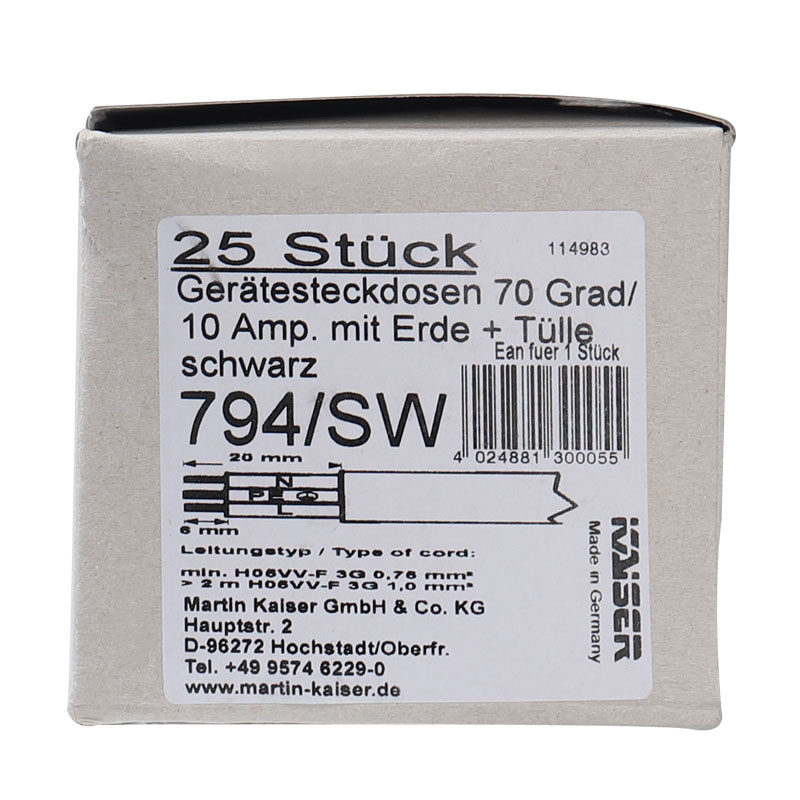 25 Stück
114983
Gerätesteckdosen 70 Grad/
10 Amp. mit Erde + Tülle
schwarz
Ean fuer 1 Stück
794/SW
4 024881 300055
20 mm
N
PE
L
6 mm
Leitungstyp / Type of cord:
min. H05VV-F 3G 0,75 mm²
> 2 m H05VV-F 3G 1,0 mm²
Martin Kaiser GmbH & Co. KG
Hauptstr. 2
D-96272 Hochstadt/Oberfr.
Tel. +49 9574 6229-0
www.martin-kaiser.de
KAISER
Made in Germany